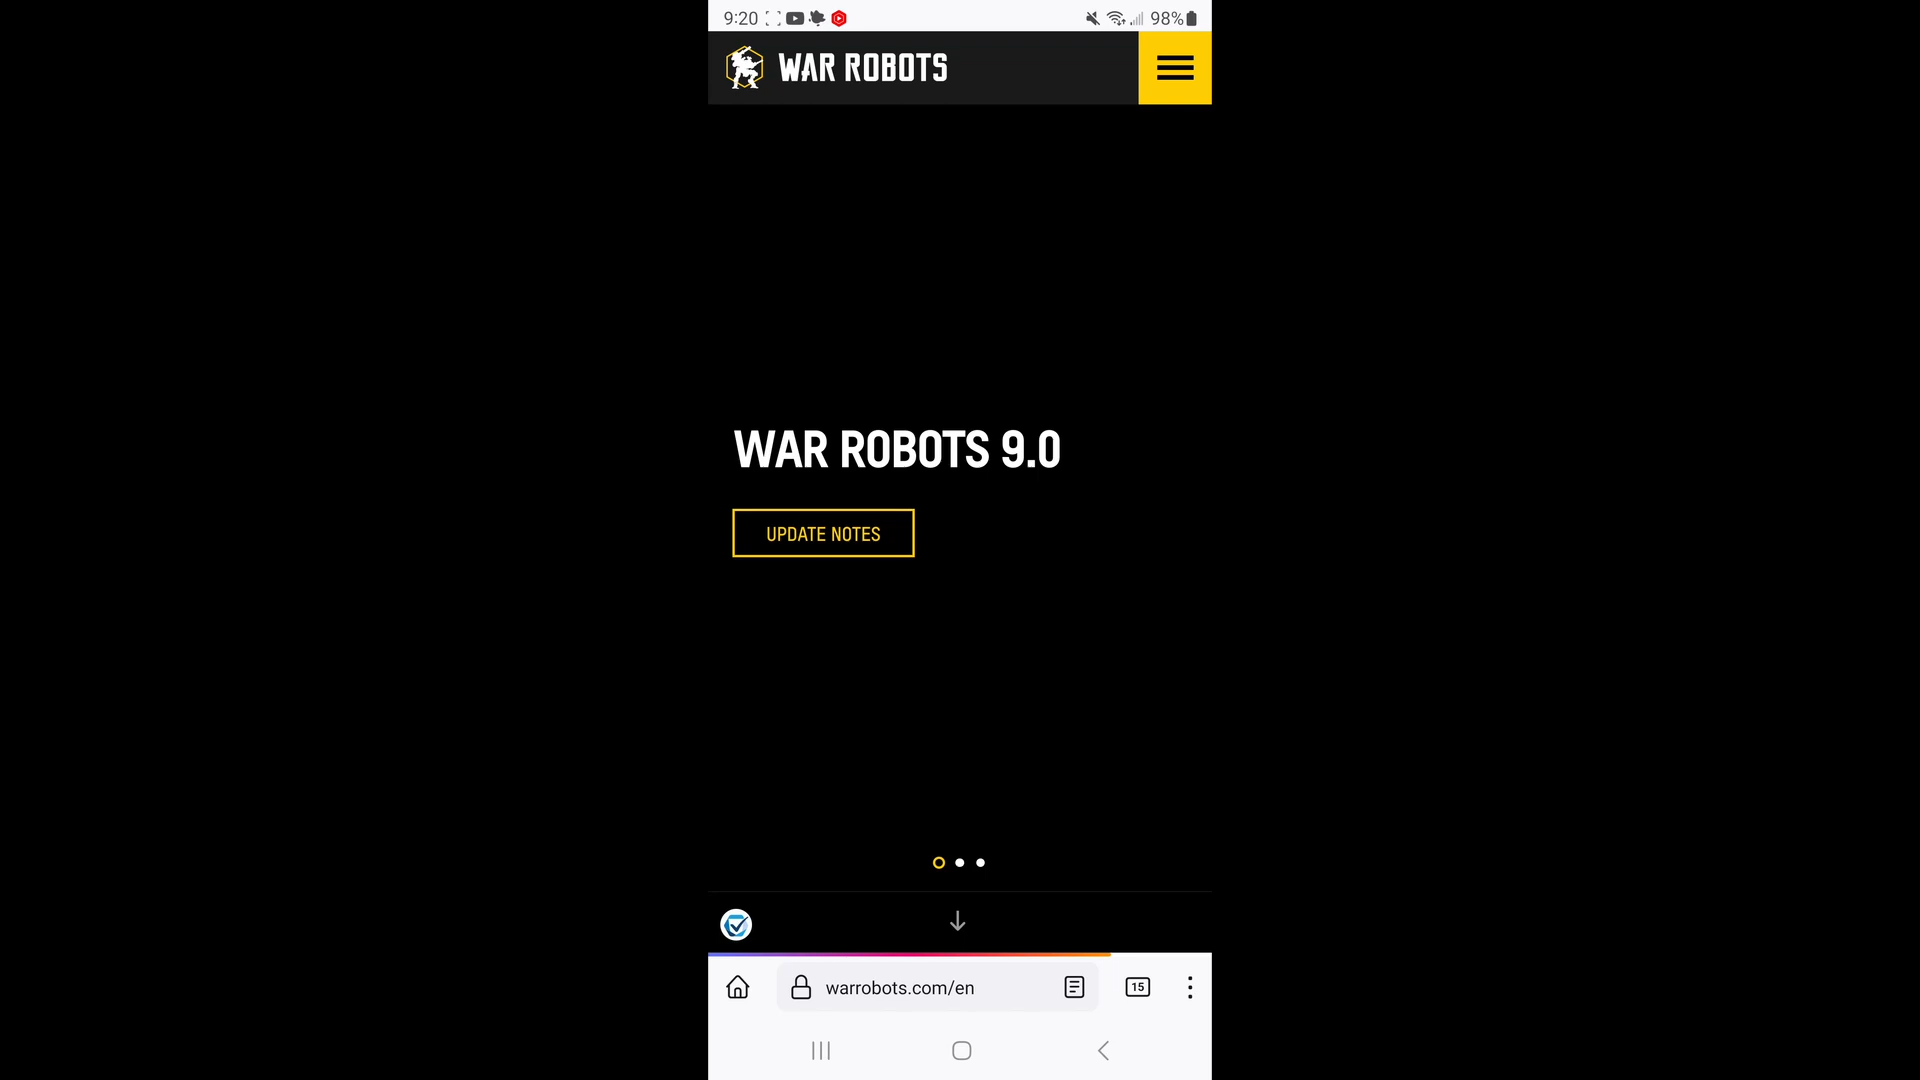 9:20
98%
WAR ROBOTS
WAR ROBOTS 9.0
UPDATE NOTES
warrobots.com/en
15